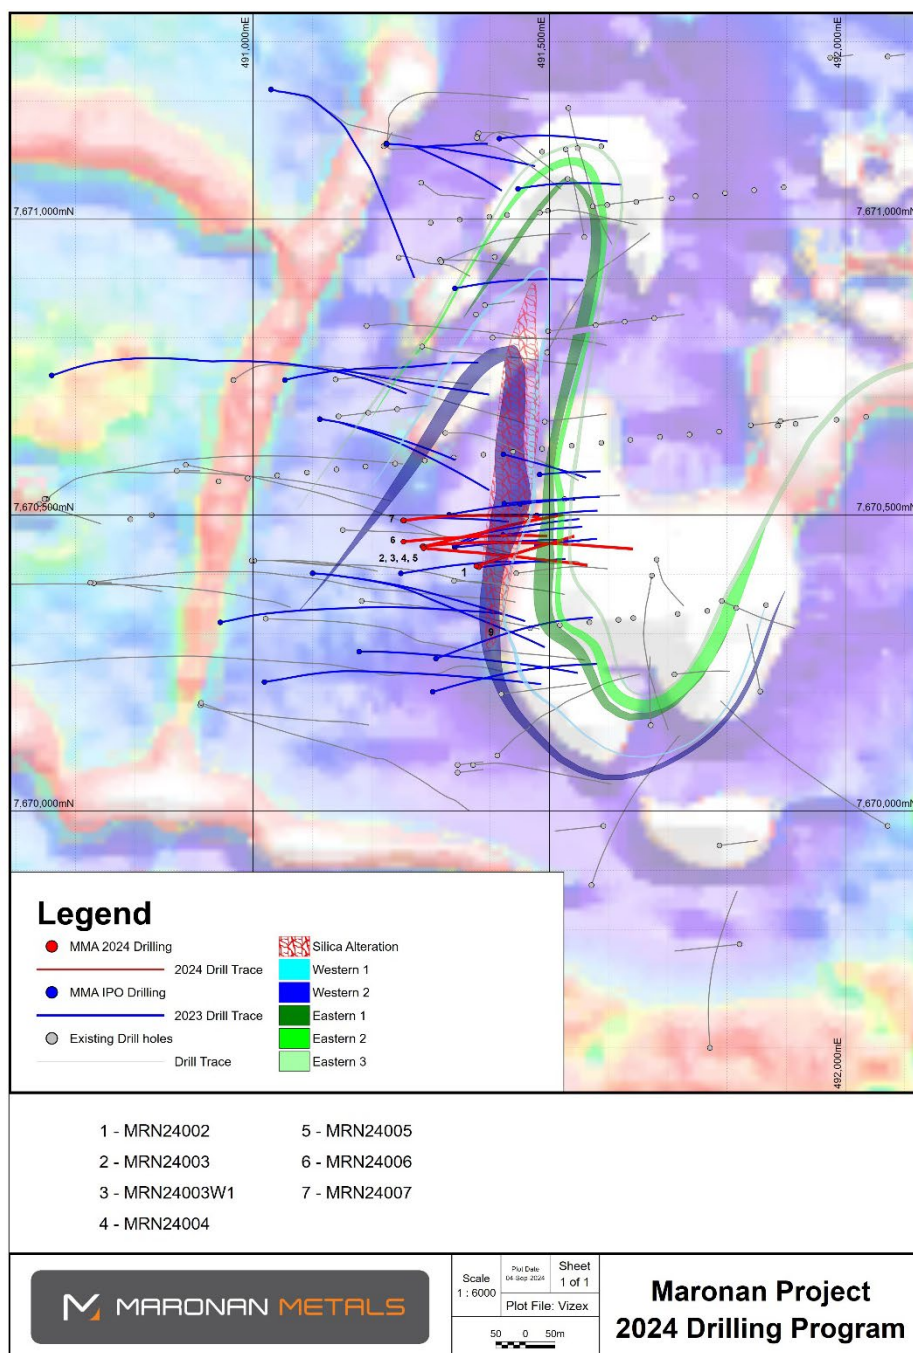 491,000mE
491,500mE
492,000mE
7,671,000mN
7,671,000mN
7,670,500mN
7,670,500mN
7
6
2, 3, 4, 5
1
9
7,670,000mN
7,670,000mN
492,000mE
Legend
MMA 2024 Drilling
2024 Drill Trace
MMA IPO Drilling
2023 Drill Trace
Existing Drill holes
Drill Trace
Silica Alteration
Western 1
Western 2
Eastern 1
Eastern 2
Eastern 3
1 - MRN24002
2 - MRN24003
3 - MRN24003W1
4 - MRN24004
5 - MRN24005
6 - MRN24006
7 - MRN24007
MARONAN METALS
Scale
1 : 6000
Plot Date
04-Sep-2024
Sheet
1 of 1
Plot File: Vizex
50 0 50m
Maronan Project
2024 Drilling Program